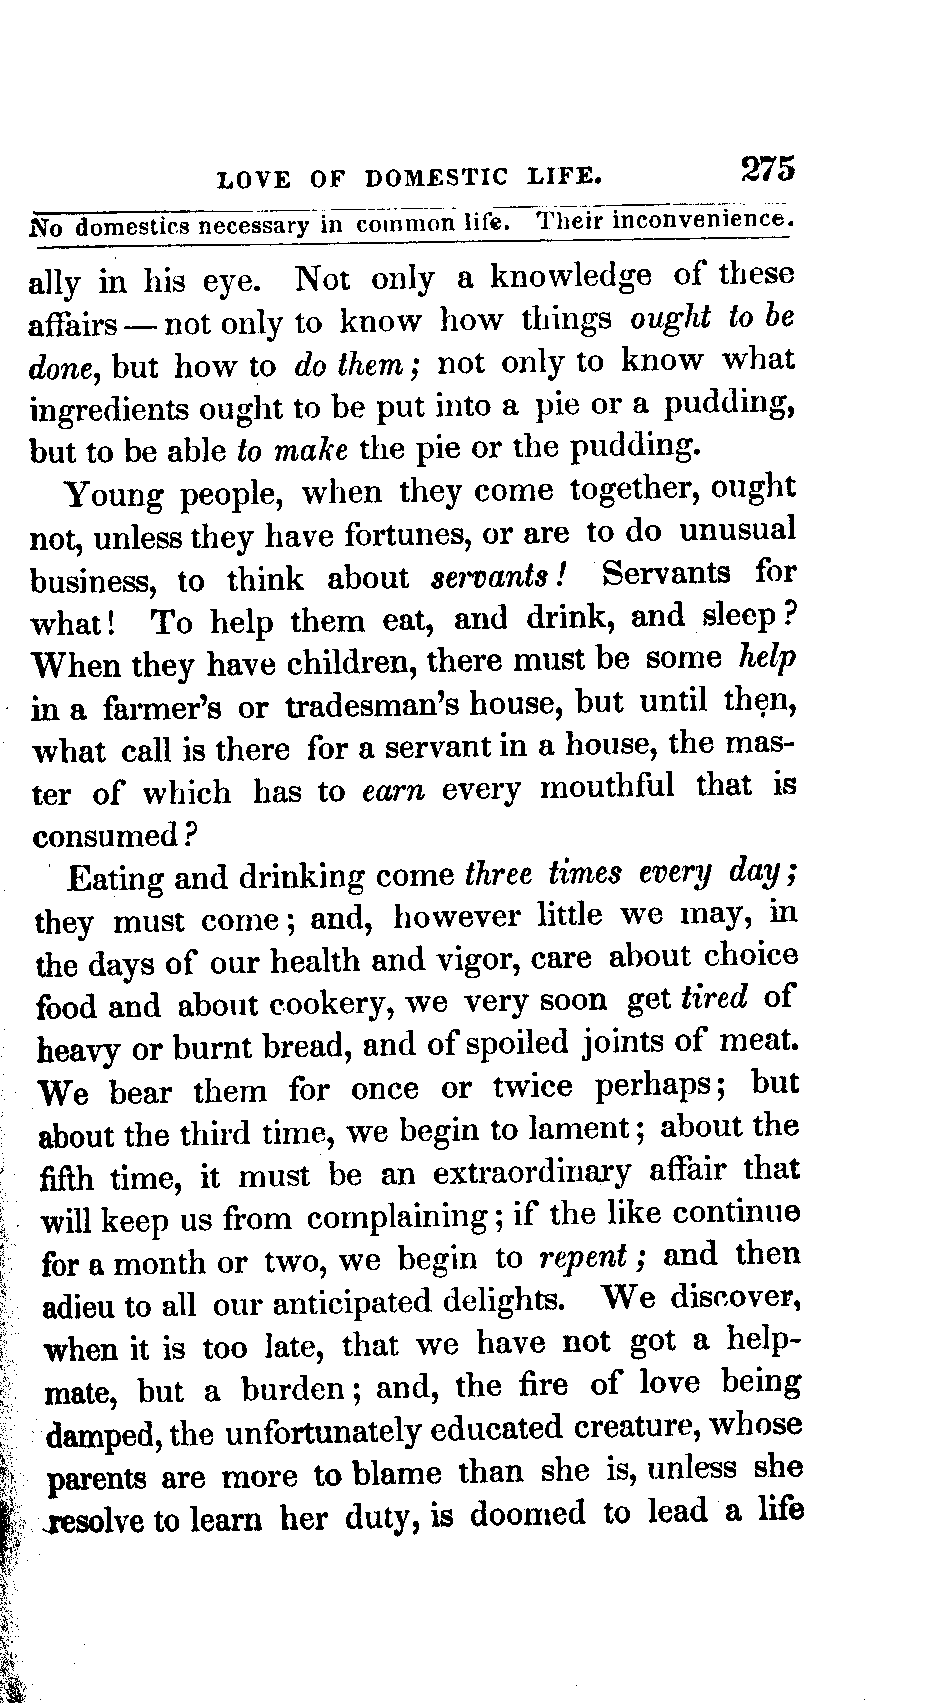 LOVE OF DOMESTIC LIFE. 275
No domestics necessary in common life. Their inconvenience.
ally in his eye. Not only a knowledge of these
affairs — not only to know how things ought to be
done, but how to do them; not only to know what
ingredients ought to be put into a pie or a pudding,
but to be able to make the pie or the pudding.
Young people, when they come together, ought
not, unless they have fortunes, or are to do unusual
business, to think about servants! Servants for
what! To help them eat, and drink, and sleep?
When they have children, there must be some help
in a farmer's or tradesman's house, but until then,
what call is there for a servant in a house, the mas-
ter of which has to earn every mouthful that is
consumed?
Eating and drinking come three times every day;
they must come; and, however little we may, in
the days of our health and vigor, care about choice
food and about cookery, we very soon get tired of
heavy or burnt bread, and of spoiled joints of meat.
We bear them for once or twice perhaps; but
about the third time, we begin to lament; about the
fifth time, it must be an extraordinary affair that
will keep us from complaining; if the like continue
for a month or two, we begin to repent; and then
adieu to all our anticipated delights. We discover,
when it is too late, that we have not got a help-
mate, but a burden; and, the fire of love being
damped, the unfortunately educated creature, whose
parents are more to blame than she is, unless she
resolve to learn her duty, is doomed to lead a life